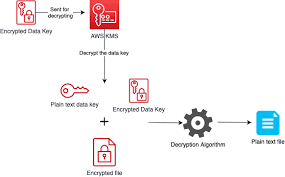 Sent for
decrypting
Encrypted Data Key
AWS KMS
Decrypt the data key
Plain text data key
Encrypted Data Key
+
Decryption Algorithm
Plain text file
Encrypted file